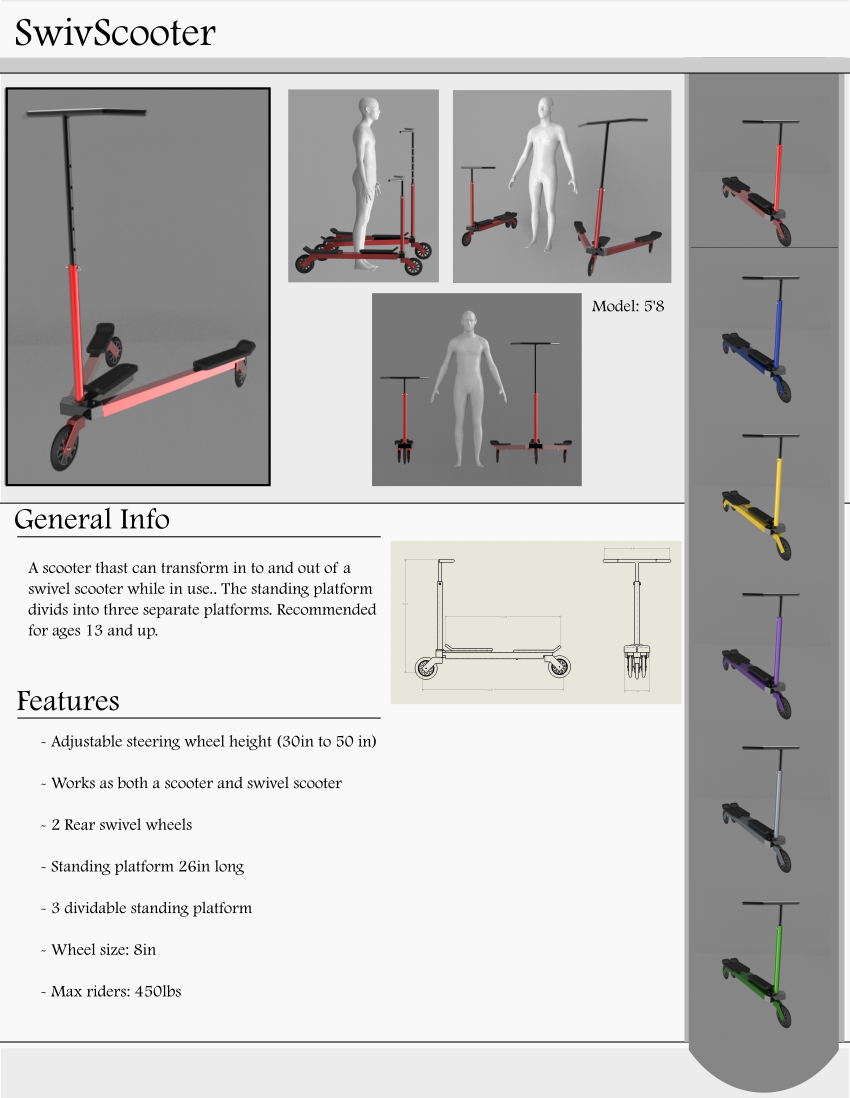 SwivScooter
Model: 5'8
General Info
A scooter thast can transform in to and out of a
swivel scooter while in use.. The standing platform
divids into three separate platforms. Recommended
for ages 13 and up.
Features
- Adjustable steering wheel height (30in to 50 in)
- Works as both a scooter and swivel scooter
- 2 Rear swivel wheels
- Standing platform 26in long
- 3 dividable standing platform
- Wheel size: 8in
- Max riders: 450lbs